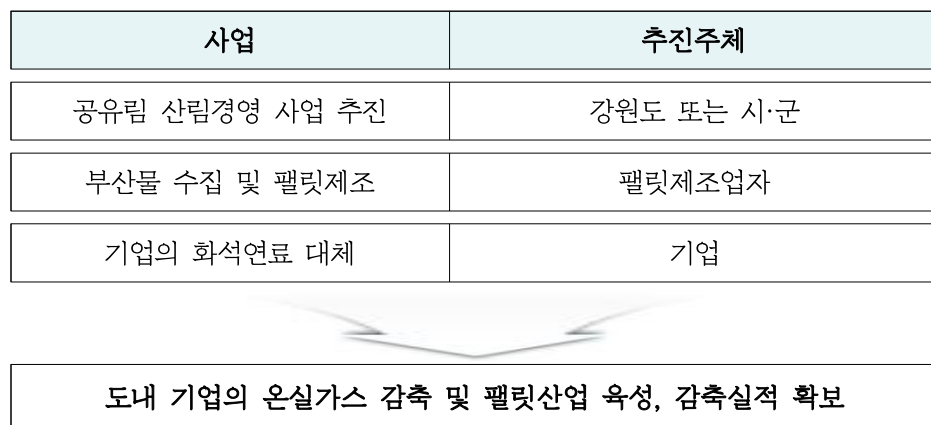 사업 추진주체
공유림 산림경영 사업 추진 강원도 또는 시·군
부산물 수집 및 팰릿제조 팰릿제조업자
기업의 화석연료 대체 기업
도내 기업의 온실가스 감축 및 팰릿산업 육성, 감축실적 확보